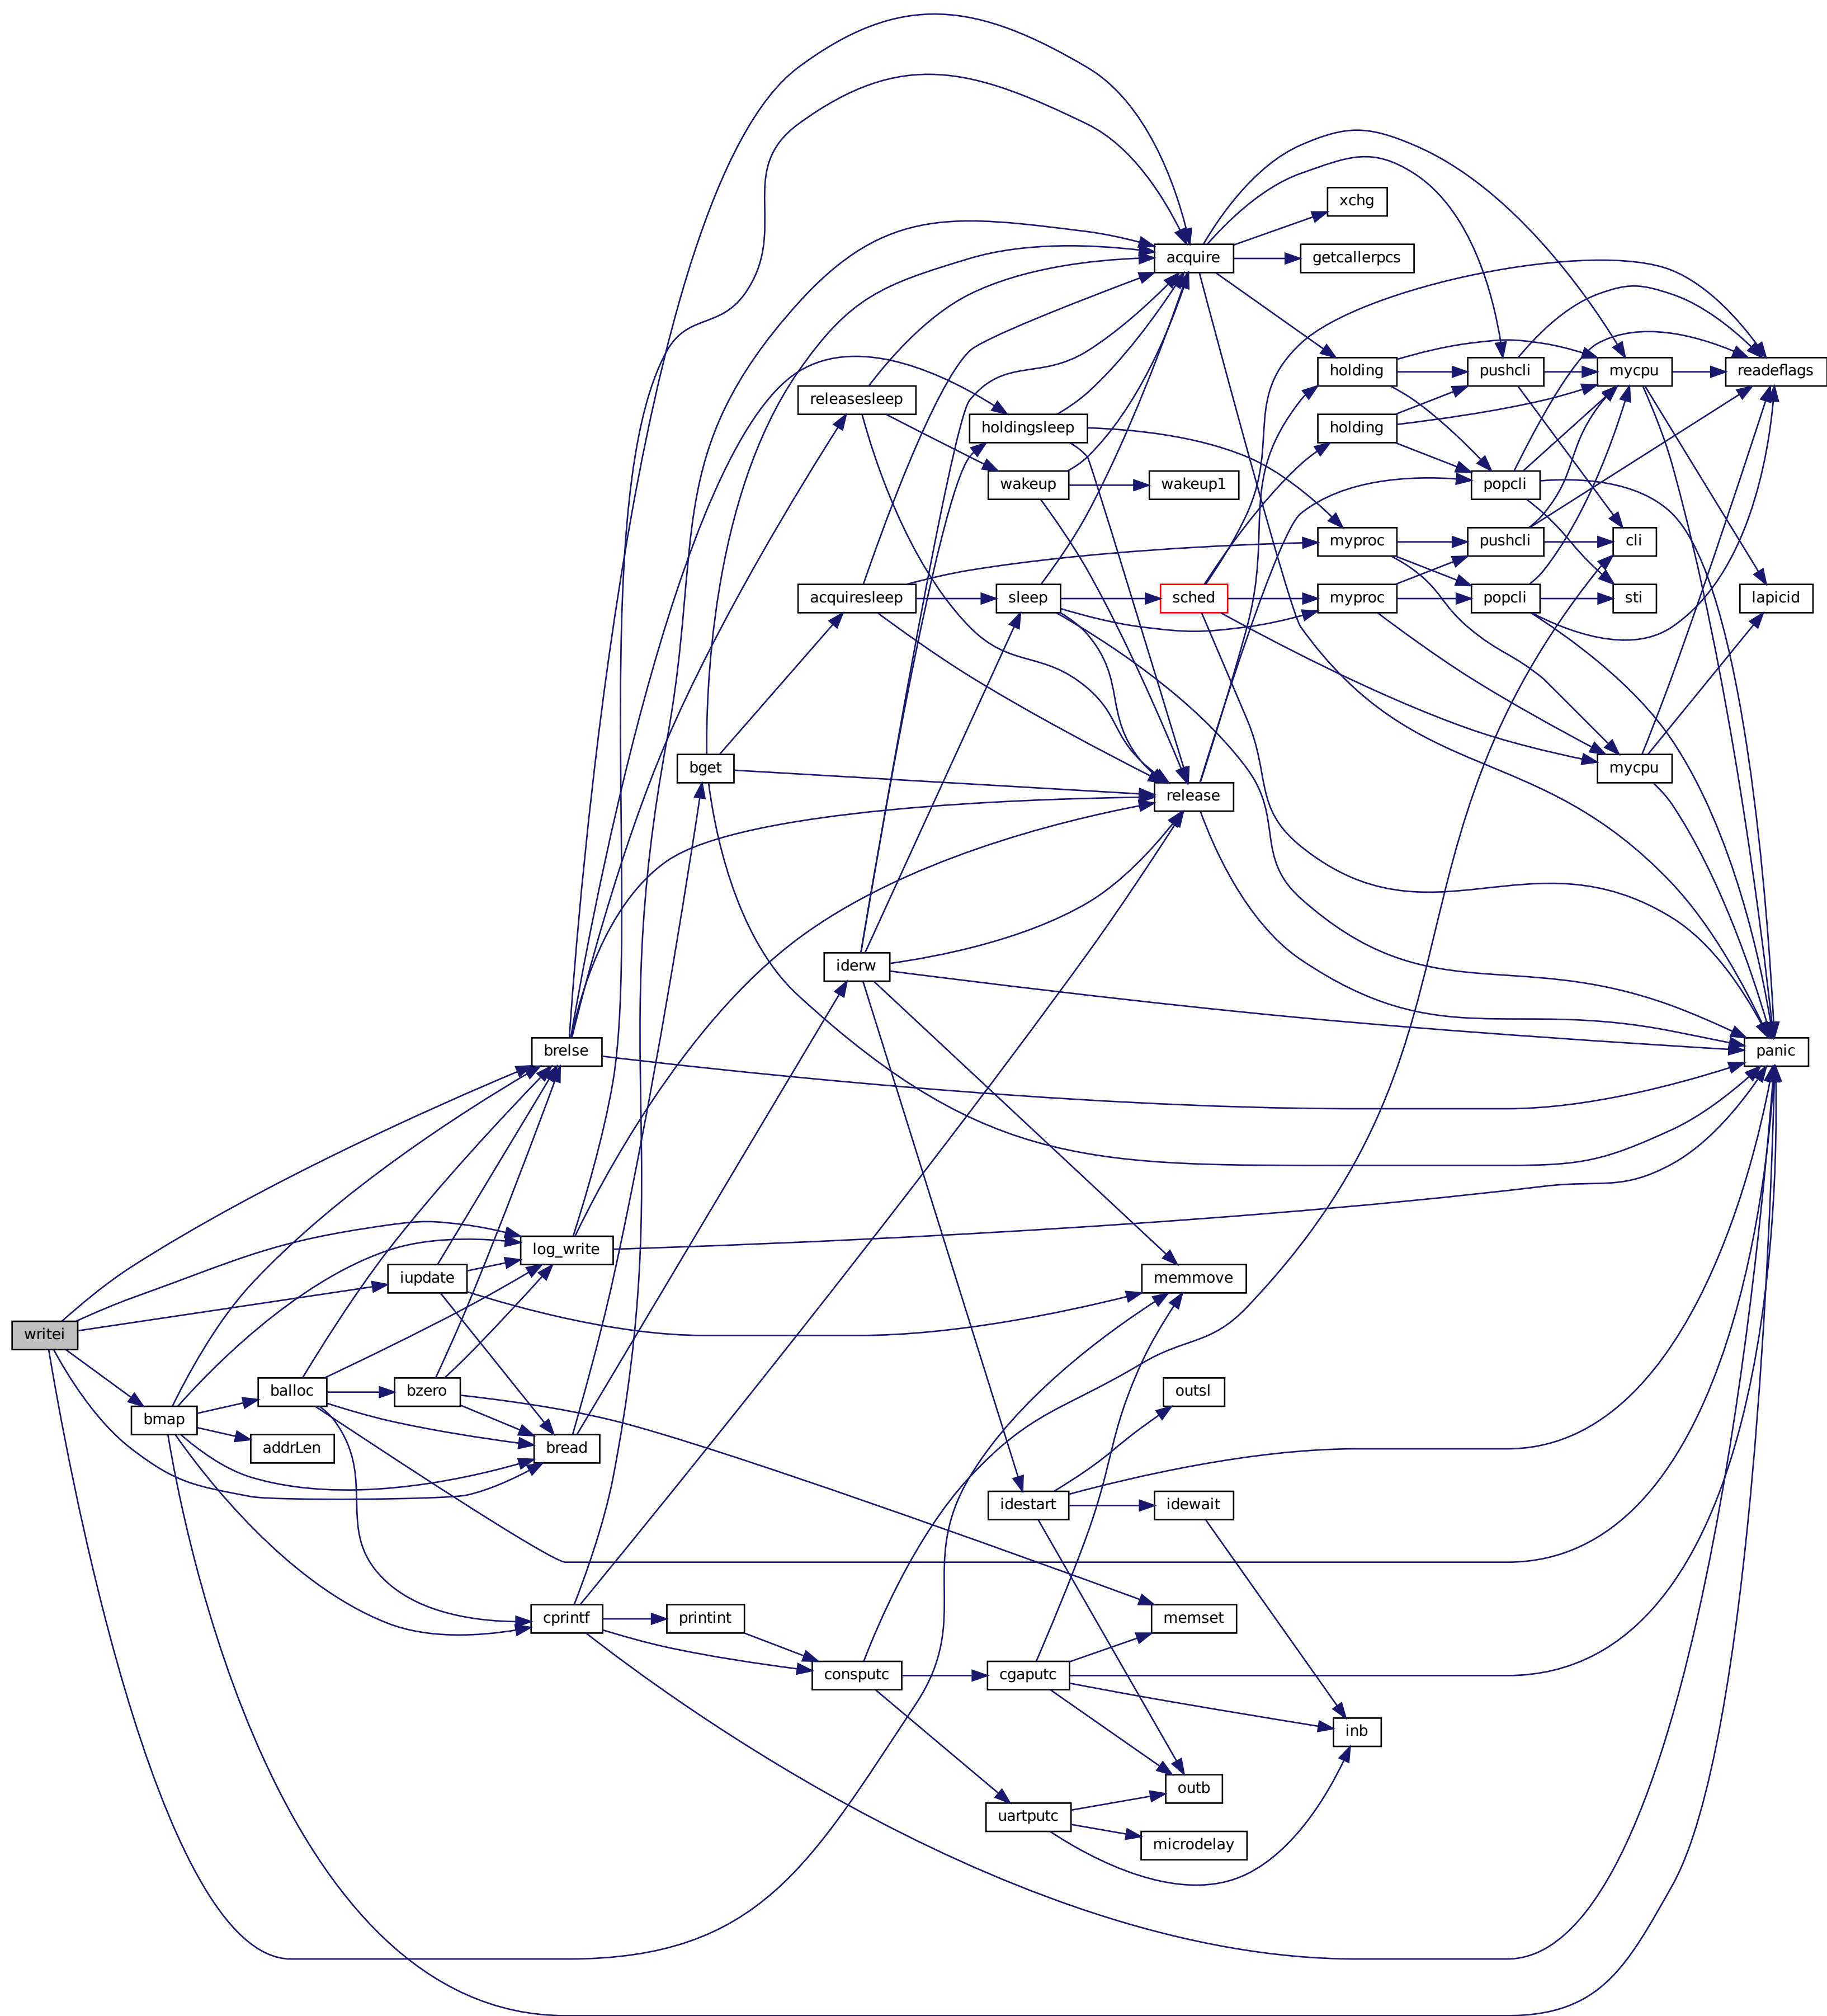 xchg
acquire
getcallerpcs
holding
pushcli
mycpu
readeflags
releasesleep
holdingsleep
holding
wakeup
wakeup1
popcli
myproc
pushcli
cli
acquiresleep
sleep
sched
myproc
popcli
sti
lapicid
bget
mycpu
release
iderw
brelse
panic
log_write
iupdate
memmove
writei
balloc
bzero
outsl
bmap
addrLen
bread
idestart
idewait
cprintf
printint
memset
consputc
cgaputc
inb
outb
uartputc
microdelay